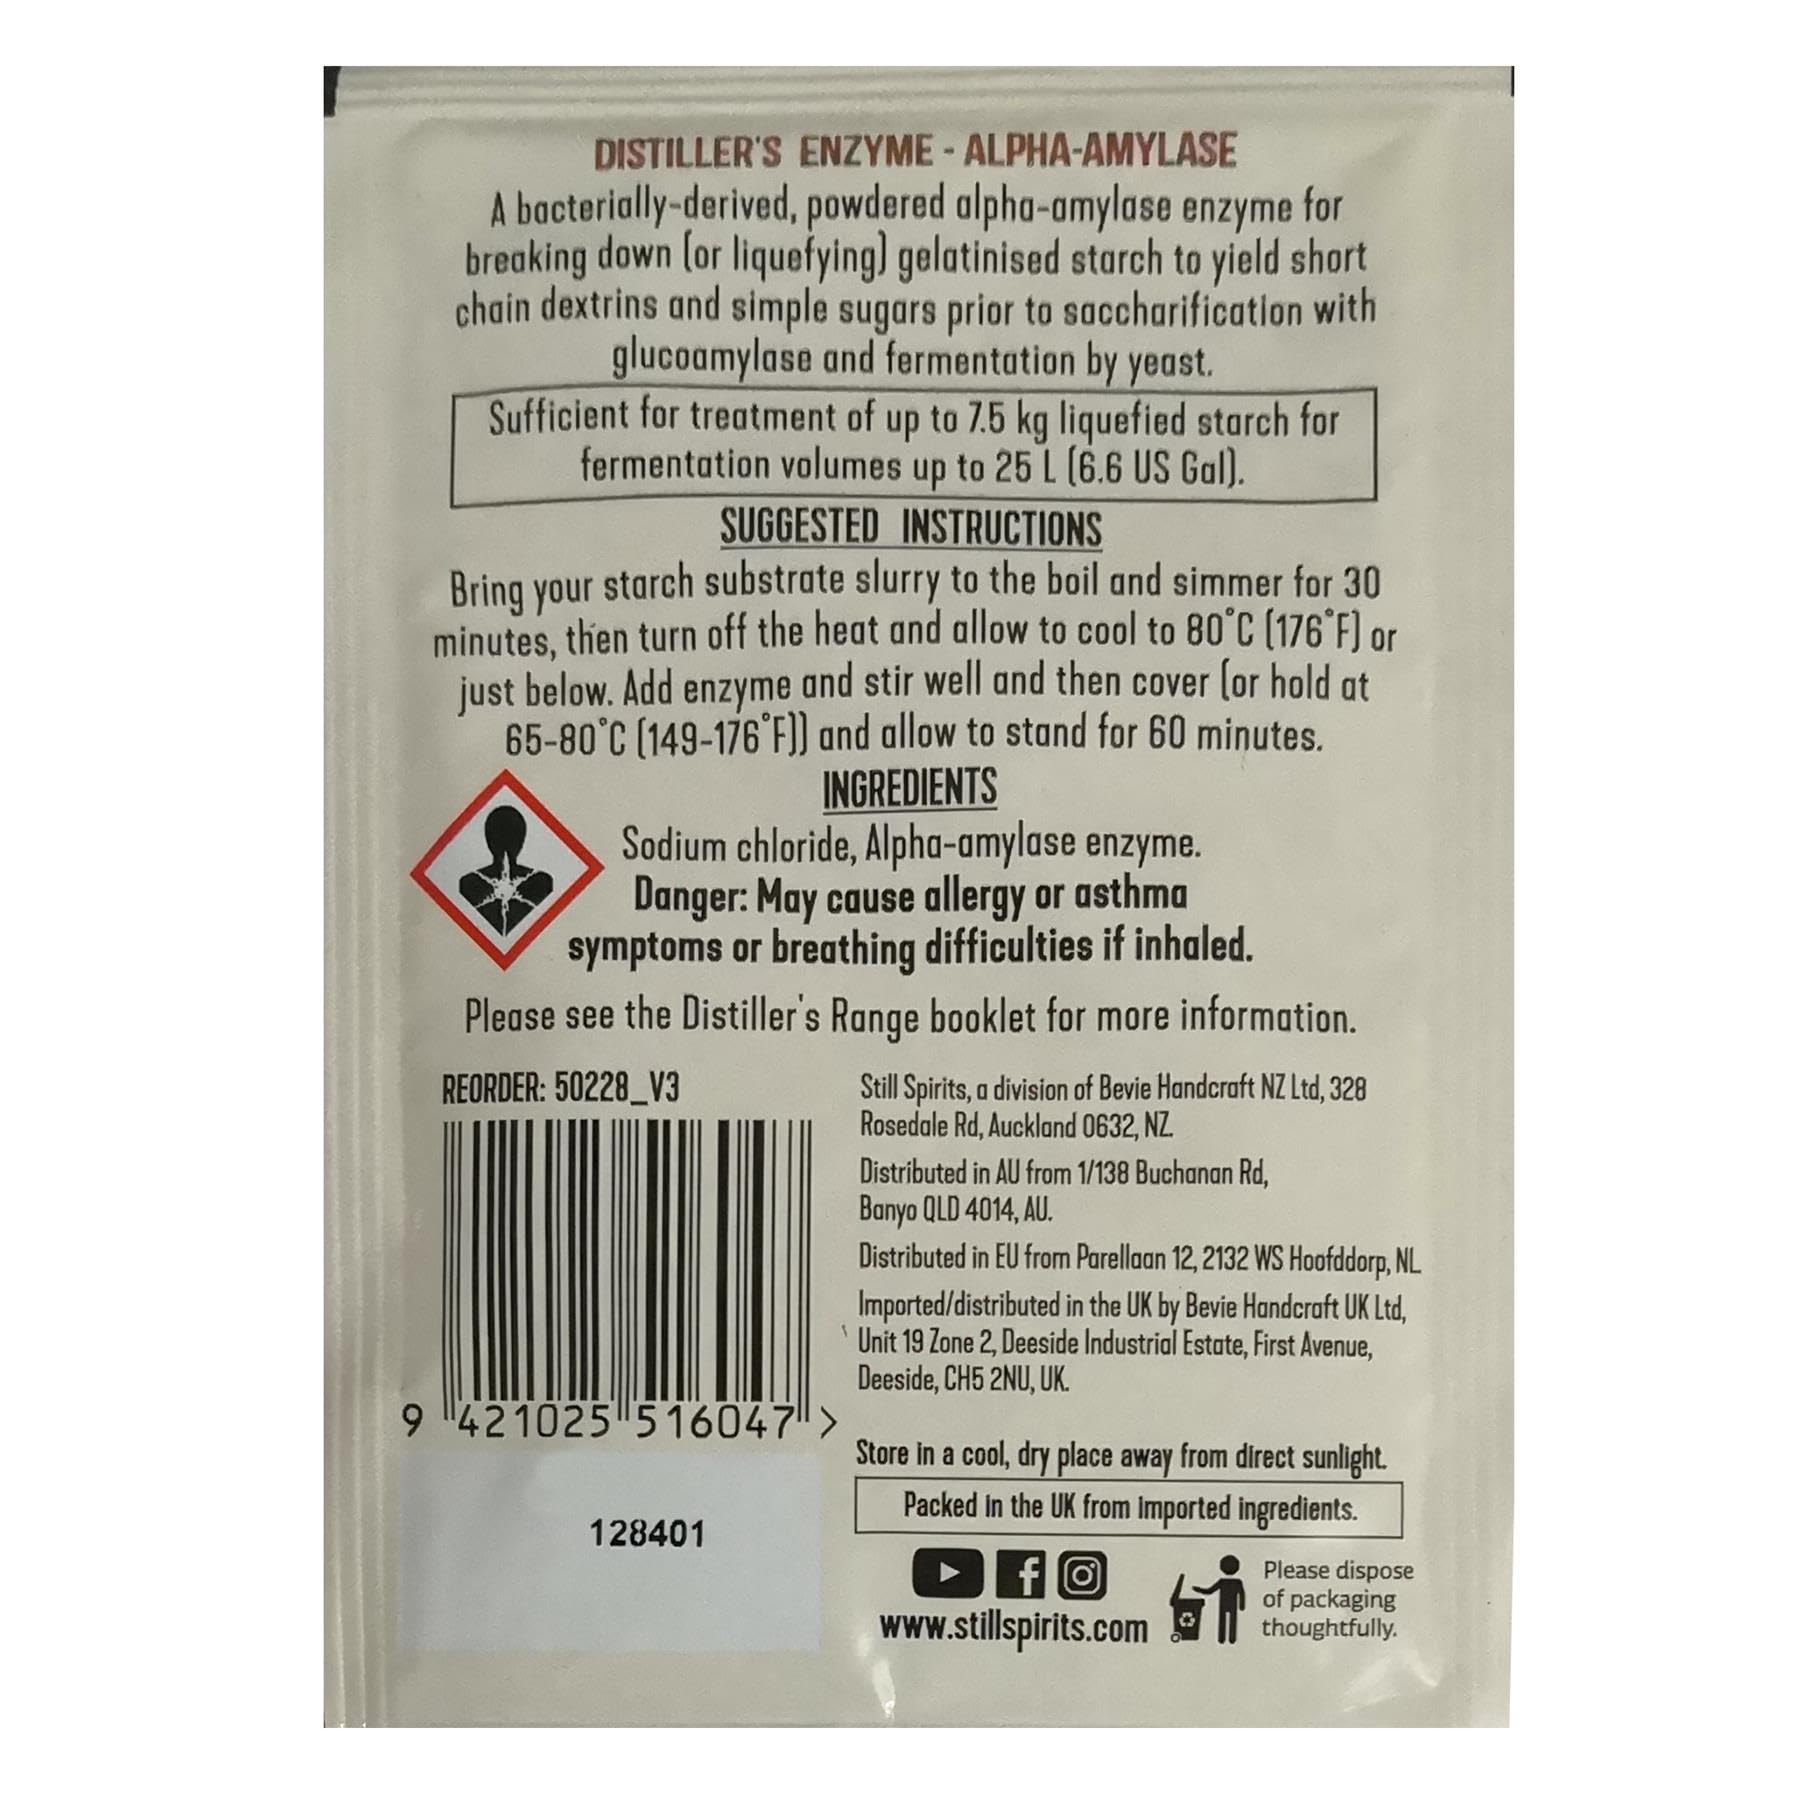 DISTILLER'S ENZYME - ALPHA-AMYLASE
A bacterially-derived, powdered alpha-amylase enzyme for
breaking down (or liquefying) gelatinised starch to yield short
chain dextrins and simple sugars prior to saccharification with
glucoamylase and fermentation by yeast.
Sufficient for treatment of up to 7.5 kg liquefied starch for
fermentation volumes up to 25 L (6.6 US Gal).
SUGGESTED INSTRUCTIONS
Bring your starch substrate slurry to the boil and simmer for 30
minutes, then turn off the heat and allow to cool to 80°C (176°F) or
just below. Add enzyme and stir well and then cover (or hold at
65-80°C (149-176°F)) and allow to stand for 60 minutes.
INGREDIENTS
Sodium chloride, Alpha-amylase enzyme.
Danger: May cause allergy or asthma
symptoms or breathing difficulties if inhaled.
Please see the Distiller's Range booklet for more information.
REORDER: 50228_V3
9 421025 516047 >
128401
Still Spirits, a division of Bevie Handcraft NZ Ltd, 328
Rosedale Rd, Auckland 0632, NZ.
Distributed in AU from 1/138 Buchanan Rd,
Banyo QLD 4014, AU.
Distributed in EU from Parellaan 12, 2132 WS Hoofddorp, NL
Imported/distributed in the UK by Bevie Handcraft UK Ltd,
Unit 19 Zone 2, Deeside Industrial Estate, First Avenue,
Deeside, CH5 2NU, UK.
Store in a cool, dry place away from direct sunlight.
Packed in the UK from imported ingredients.
www.stillspirits.com
Please dispose
of packaging
thoughtfully.